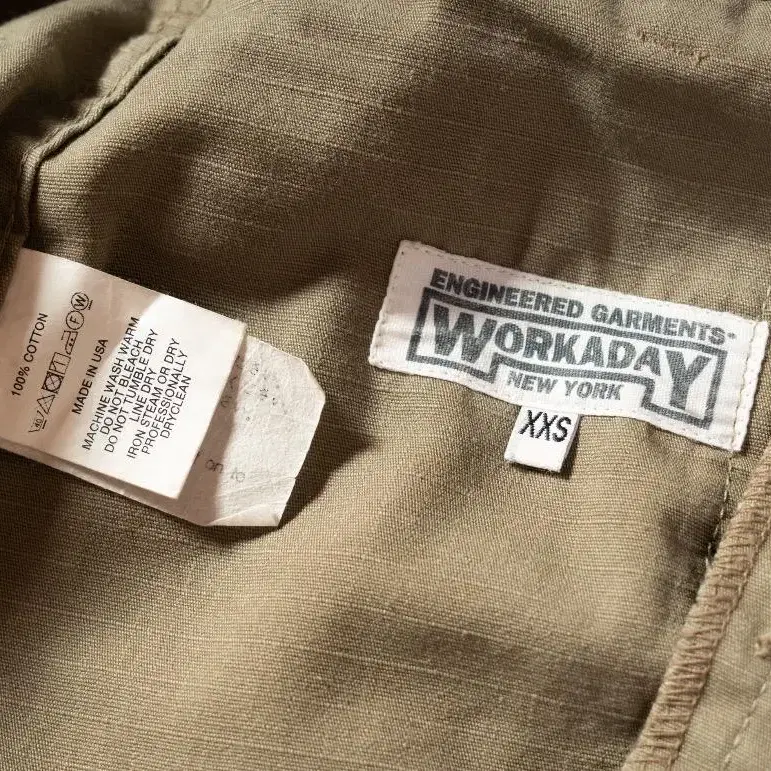 100% COTTON
MADE IN USA
MACHINE WASH WARM
DO NOT BLEACH
DO NOT TUMBLE DRY
LINE DRY
IRON STEAM OR DRY
PROFESSIONALLY
DRYCLEAN
ENGINEERED GARMENTS
WORKADAY
NEW YORK
XXS